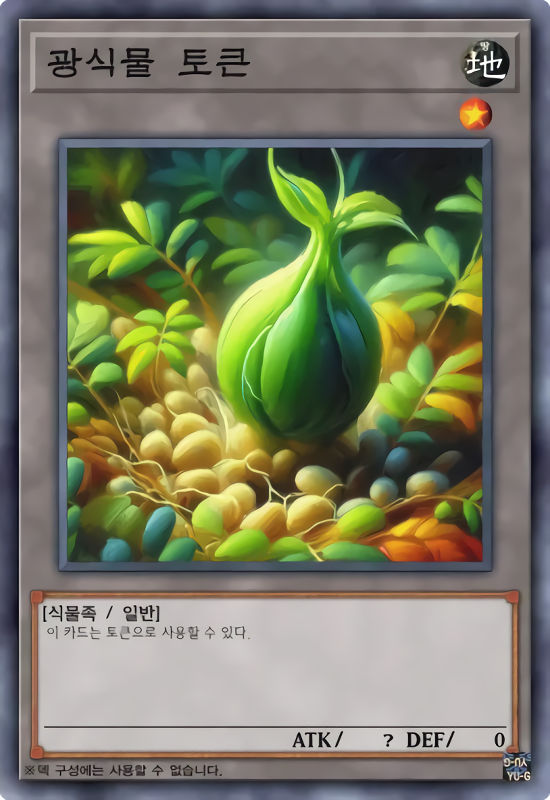 광식물 토큰
땅
地
[식물족 / 일반]
이 카드는 토큰으로 사용할 수 있다.
ATK/ ? DEF/ 0
※덱 구성에는 사용할 수 없습니다.
YU-G